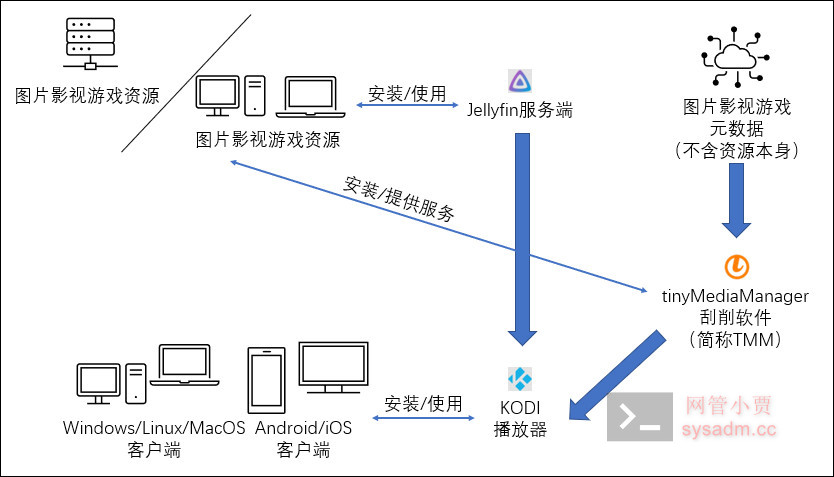 图片影视游戏资源
图片影视游戏资源
安装/使用
Jellyfin服务端
图片影视游戏
元数据
（不含资源本身）
安装/提供服务
tinyMediaManager
刮削软件
（简称TMM）
Windows/Linux/MacOS
客户端
Android/iOS
客户端
安装/使用
KODI
播放器
网管小贾
sysadm.cc